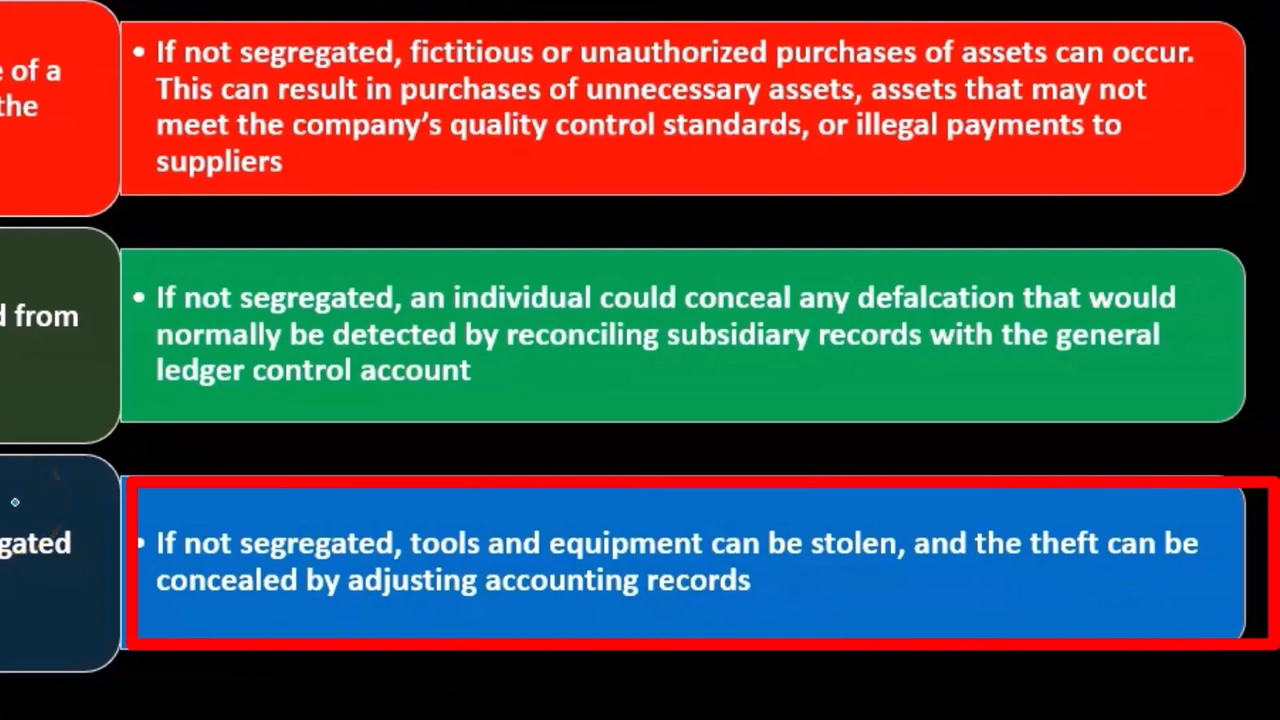 e of a
the
• If not segregated, fictitious or unauthorized purchases of assets can occur.
This can result in purchases of unnecessary assets, assets that may not
meet the company's quality control standards, or illegal payments to
suppliers
d from
• If not segregated, an individual could conceal any defalcation that would
normally be detected by reconciling subsidiary records with the general
ledger control account
gated
• If not segregated, tools and equipment can be stolen, and the theft can be
concealed by adjusting accounting records